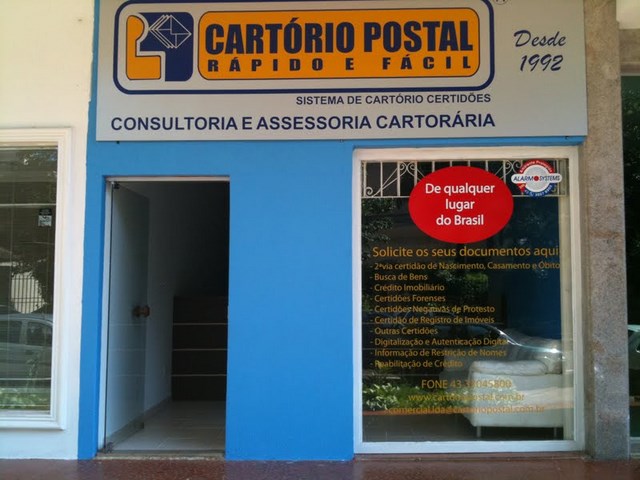 CARTÓRIO POSTAL
RÁPIDO E FÁCIL
Desde
1992
SISTEMA DE CARTÓRIO CERTIDÕES
CONSULTORIA E ASSESSORIA CARTORÁRIA
De qualquer
lugar
do Brasil
ALARM SYSTEMS
Solicite os seus documentos aqui
- 2ª via certidão de Nascimento, Casamento e Óbito
- Busca de Bens
- Crédito Imobiliário
- Certidões Forenses
- Certidões Negativas de Protesto
- Certidão de Registro de Imóveis
- Outras Certidões
- Digitalização e Autenticação Digital
- Informação de Restrição de Nomes
- Reabilitação de Crédito
FONE 43